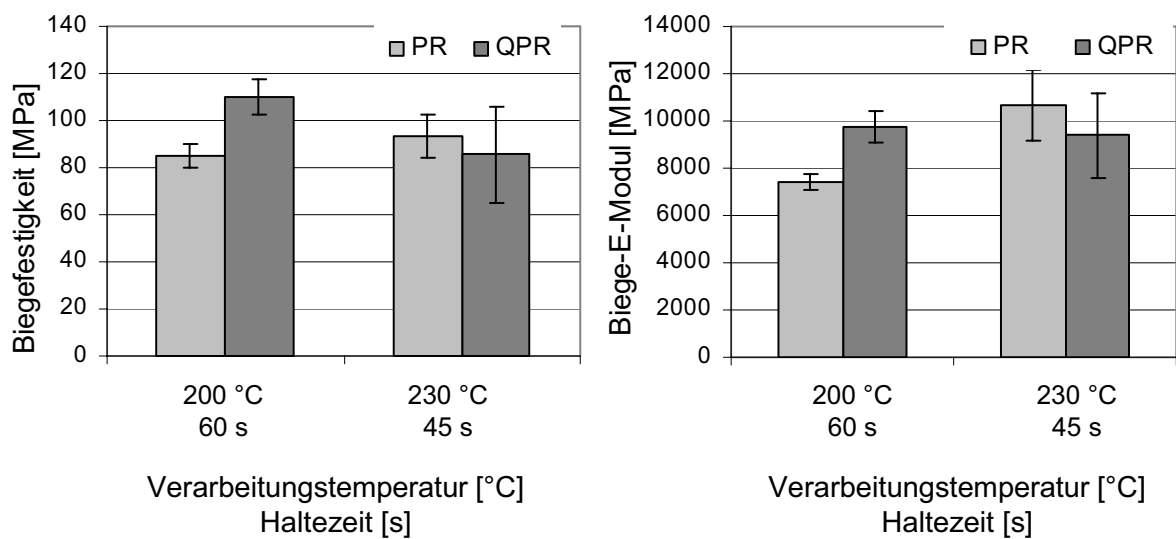 Biegefestigkeit [MPa]
140
120
100
80
60
40
20
0
PR QPR
200 °C 230 °C
60 s 45 s
Verarbeitungstemperatur [°C]
Haltezeit [s]
Biege-E-Modul [MPa]
14000
12000
10000
8000
6000
4000
2000
0
PR QPR
200 °C 230 °C
60 s 45 s
Verarbeitungstemperatur [°C]
Haltezeit [s]